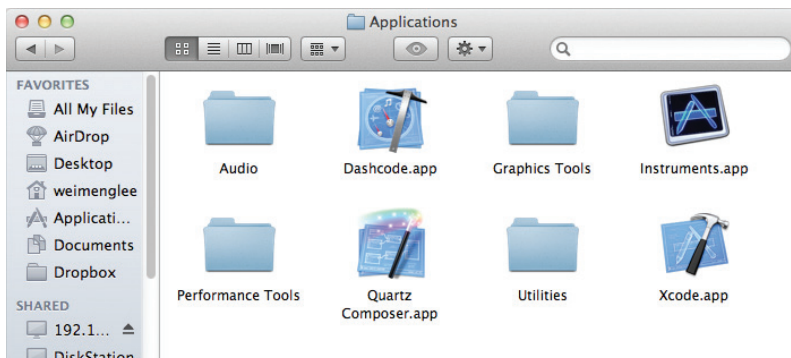 Applications
FAVORITES
All My Files
AirDrop
Desktop
weimenglee
Applicati...
Documents
Dropbox
SHARED
192.1...
DiskStation
Audio
Dashcode.app
Graphics Tools
Instruments.app
Performance Tools
Quartz
Composer.app
Utilities
Xcode.app